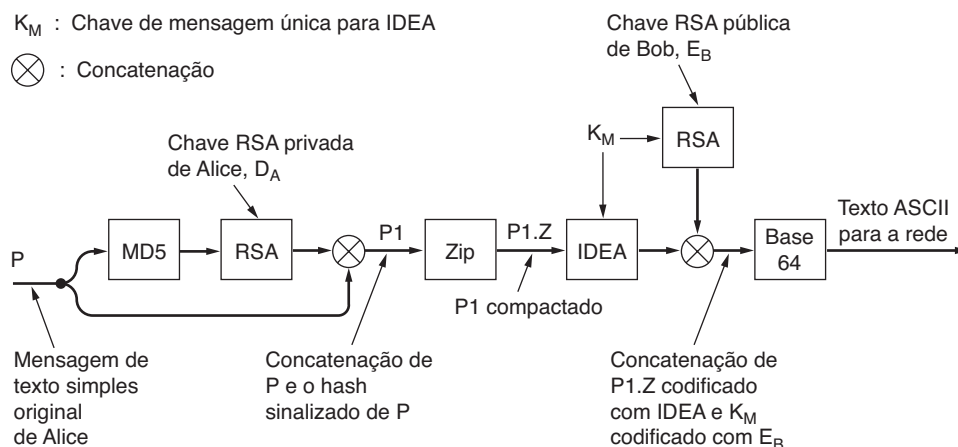 K_M : Chave de mensagem única para IDEA
⊗ : Concatenação
Chave RSA pública
de Bob, E_B
Chave RSA privada
de Alice, D_A
K_M
RSA
P
MD5
RSA
P1
Zip
P1.Z
IDEA
Base
64
Texto ASCII
para a rede
P1 compactado
Mensagem de
texto simples
original
de Alice
Concatenação de
P e o hash
sinalizado de P
Concatenação de
P1.Z codificado
com IDEA e K_M
codificado com E_B